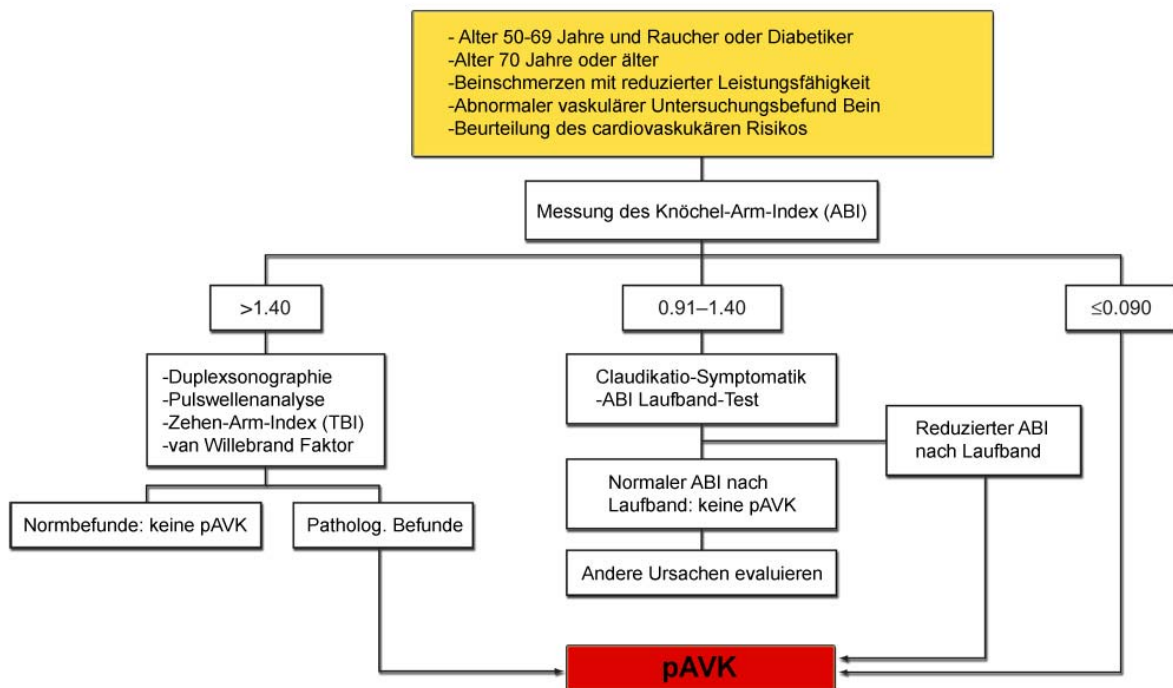 - Alter 50-69 Jahre und Raucher oder Diabetiker
-Alter 70 Jahre oder älter
-Beinschmerzen mit reduzierter Leistungsfähigkeit
-Abnormaler vaskulärer Untersuchungsbefund Bein
-Beurteilung des cardiovaskukären Risikos
Messung des Knöchel-Arm-Index (ABI)
>1.40
0.91–1.40
≤0.090
-Duplexsonographie
-Pulswellenanalyse
-Zehen-Arm-Index (TBI)
-van Willebrand Faktor
Claudikatio-Symptomatik
-ABI Laufband-Test
Reduzierter ABI
nach Laufband
Normbefunde: keine pAVK
Patholog. Befunde
Normaler ABI nach
Laufband: keine pAVK
Andere Ursachen evaluieren
pAVK